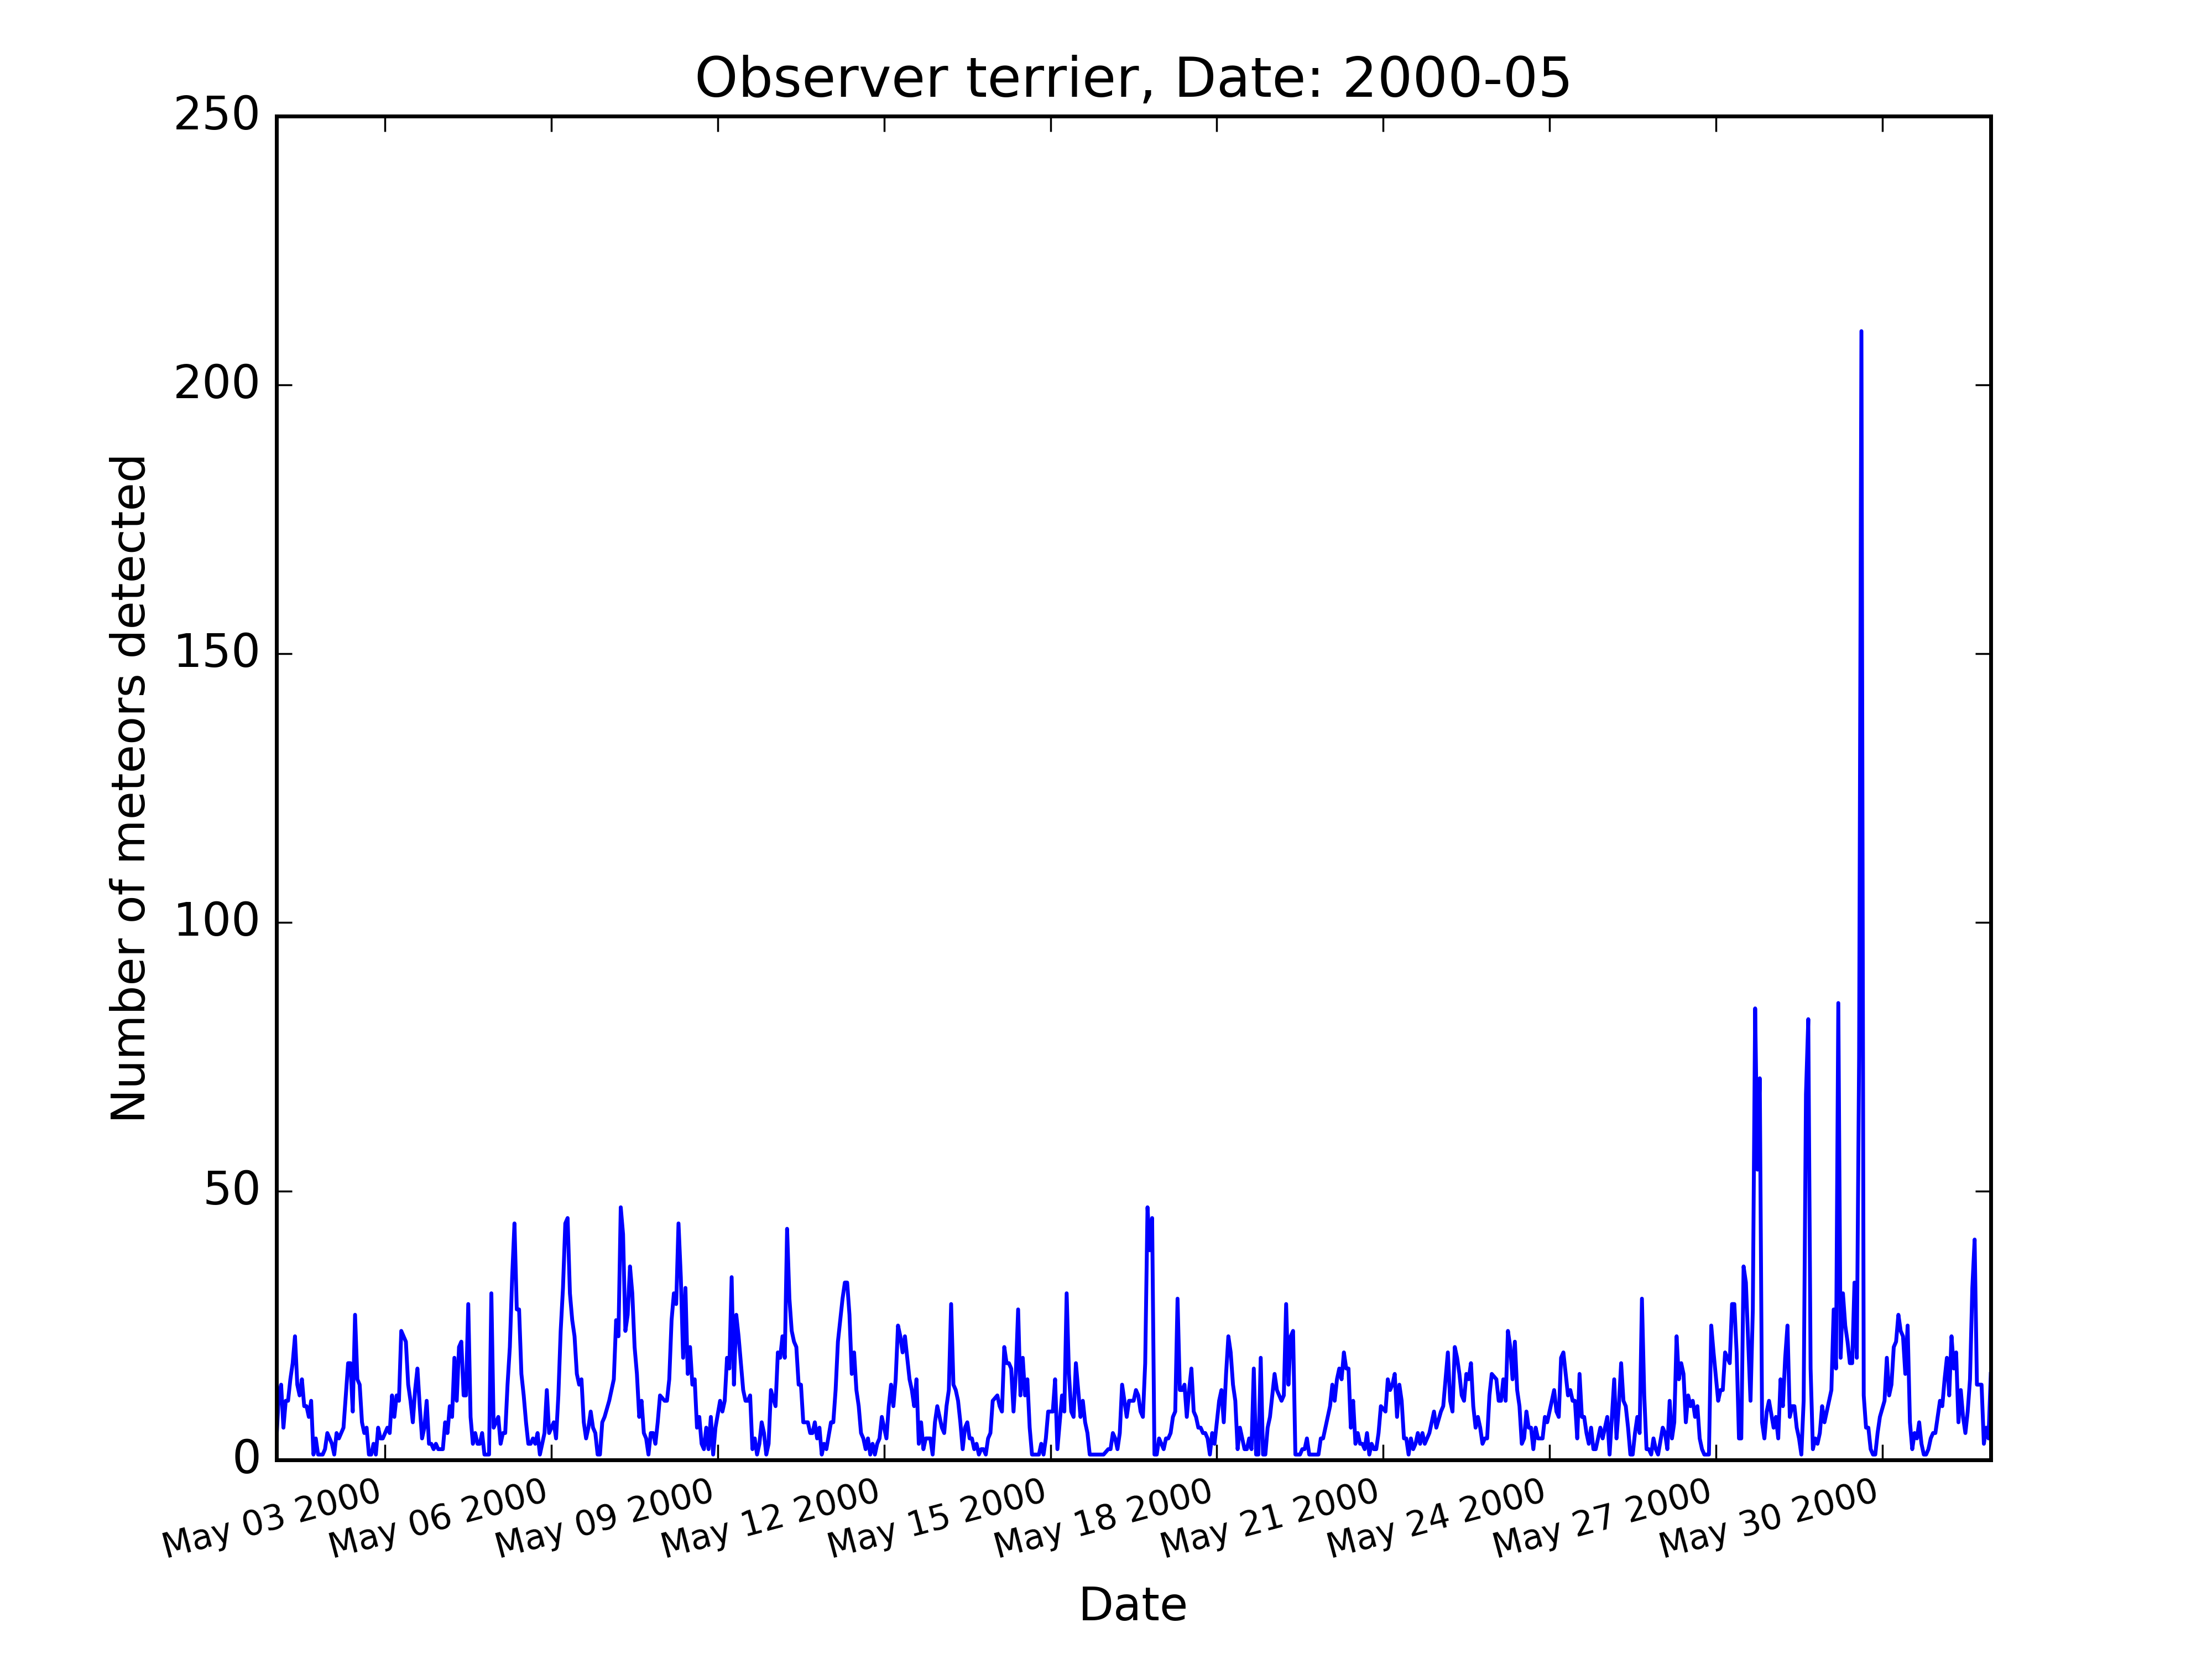 Observer terrier, Date: 2000-05
250
200
150
100
50
0
Number of meteors detected
May 03 2000
May 06 2000
May 09 2000
May 12 2000
May 15 2000
May 18 2000
May 21 2000
May 24 2000
May 27 2000
May 30 2000
Date